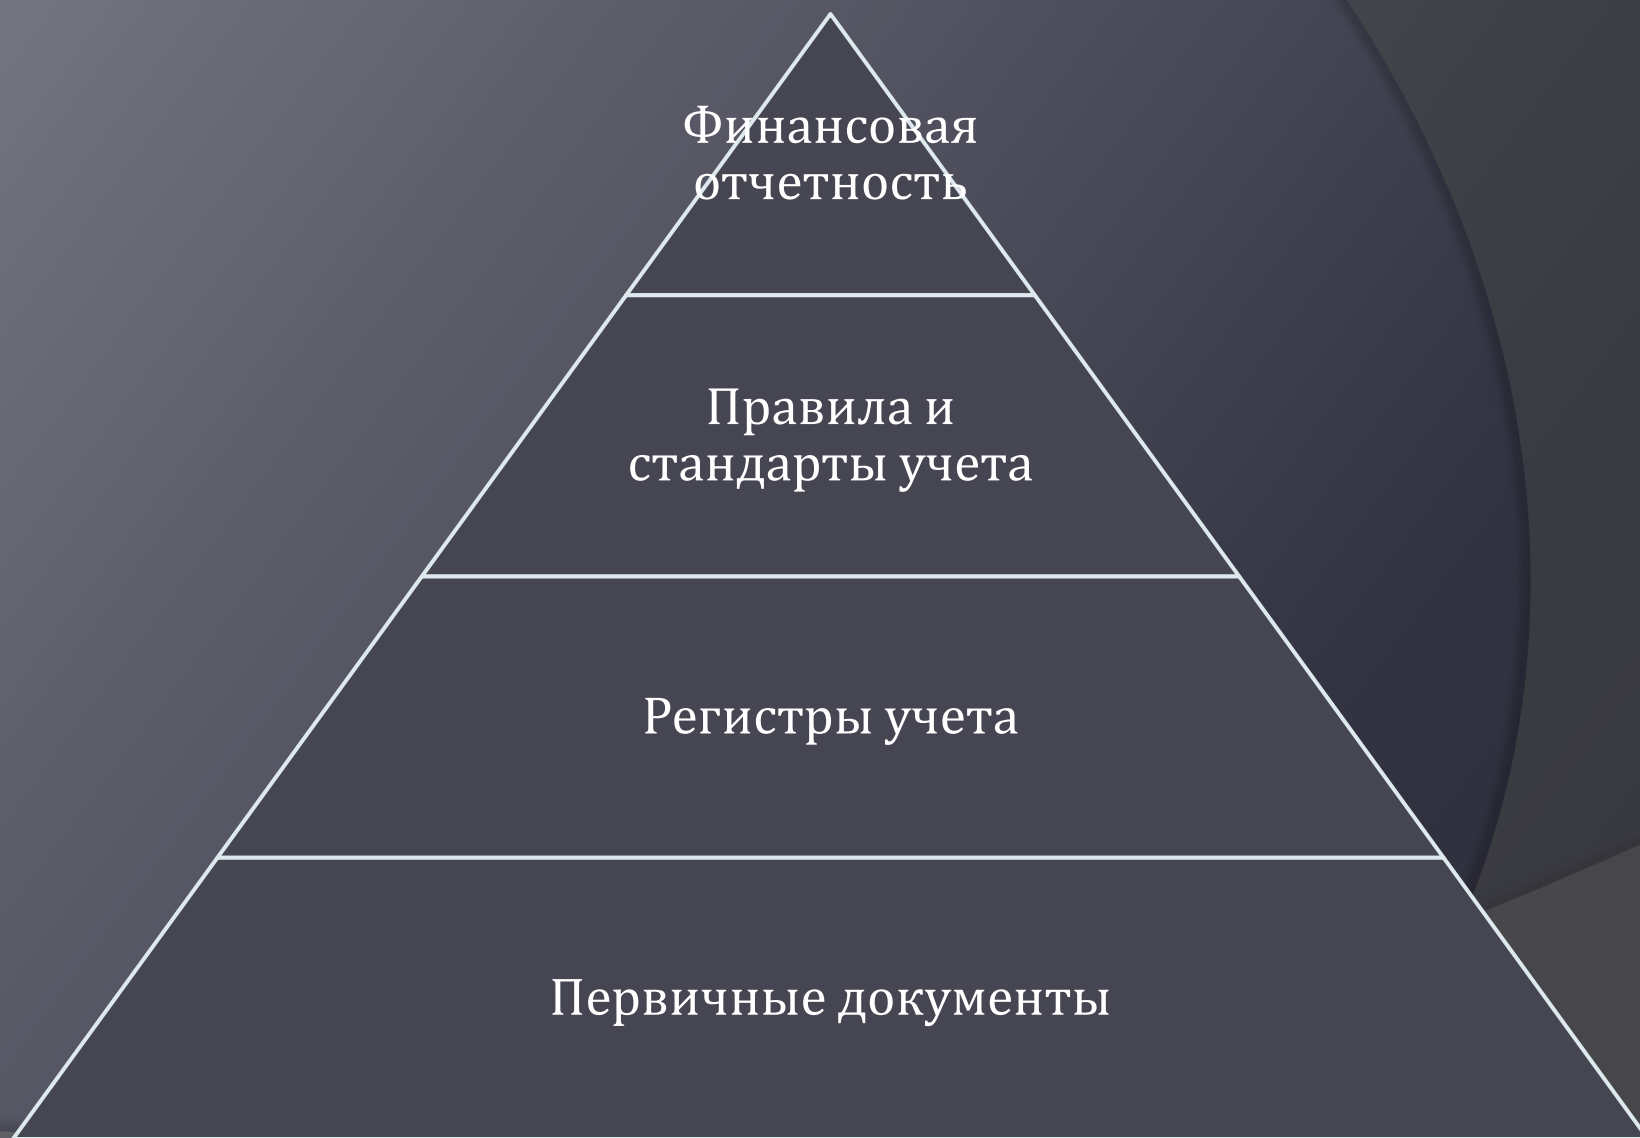 Финансовая
отчетность
Правила и
стандарты учета
Регистры учета
Первичные документы